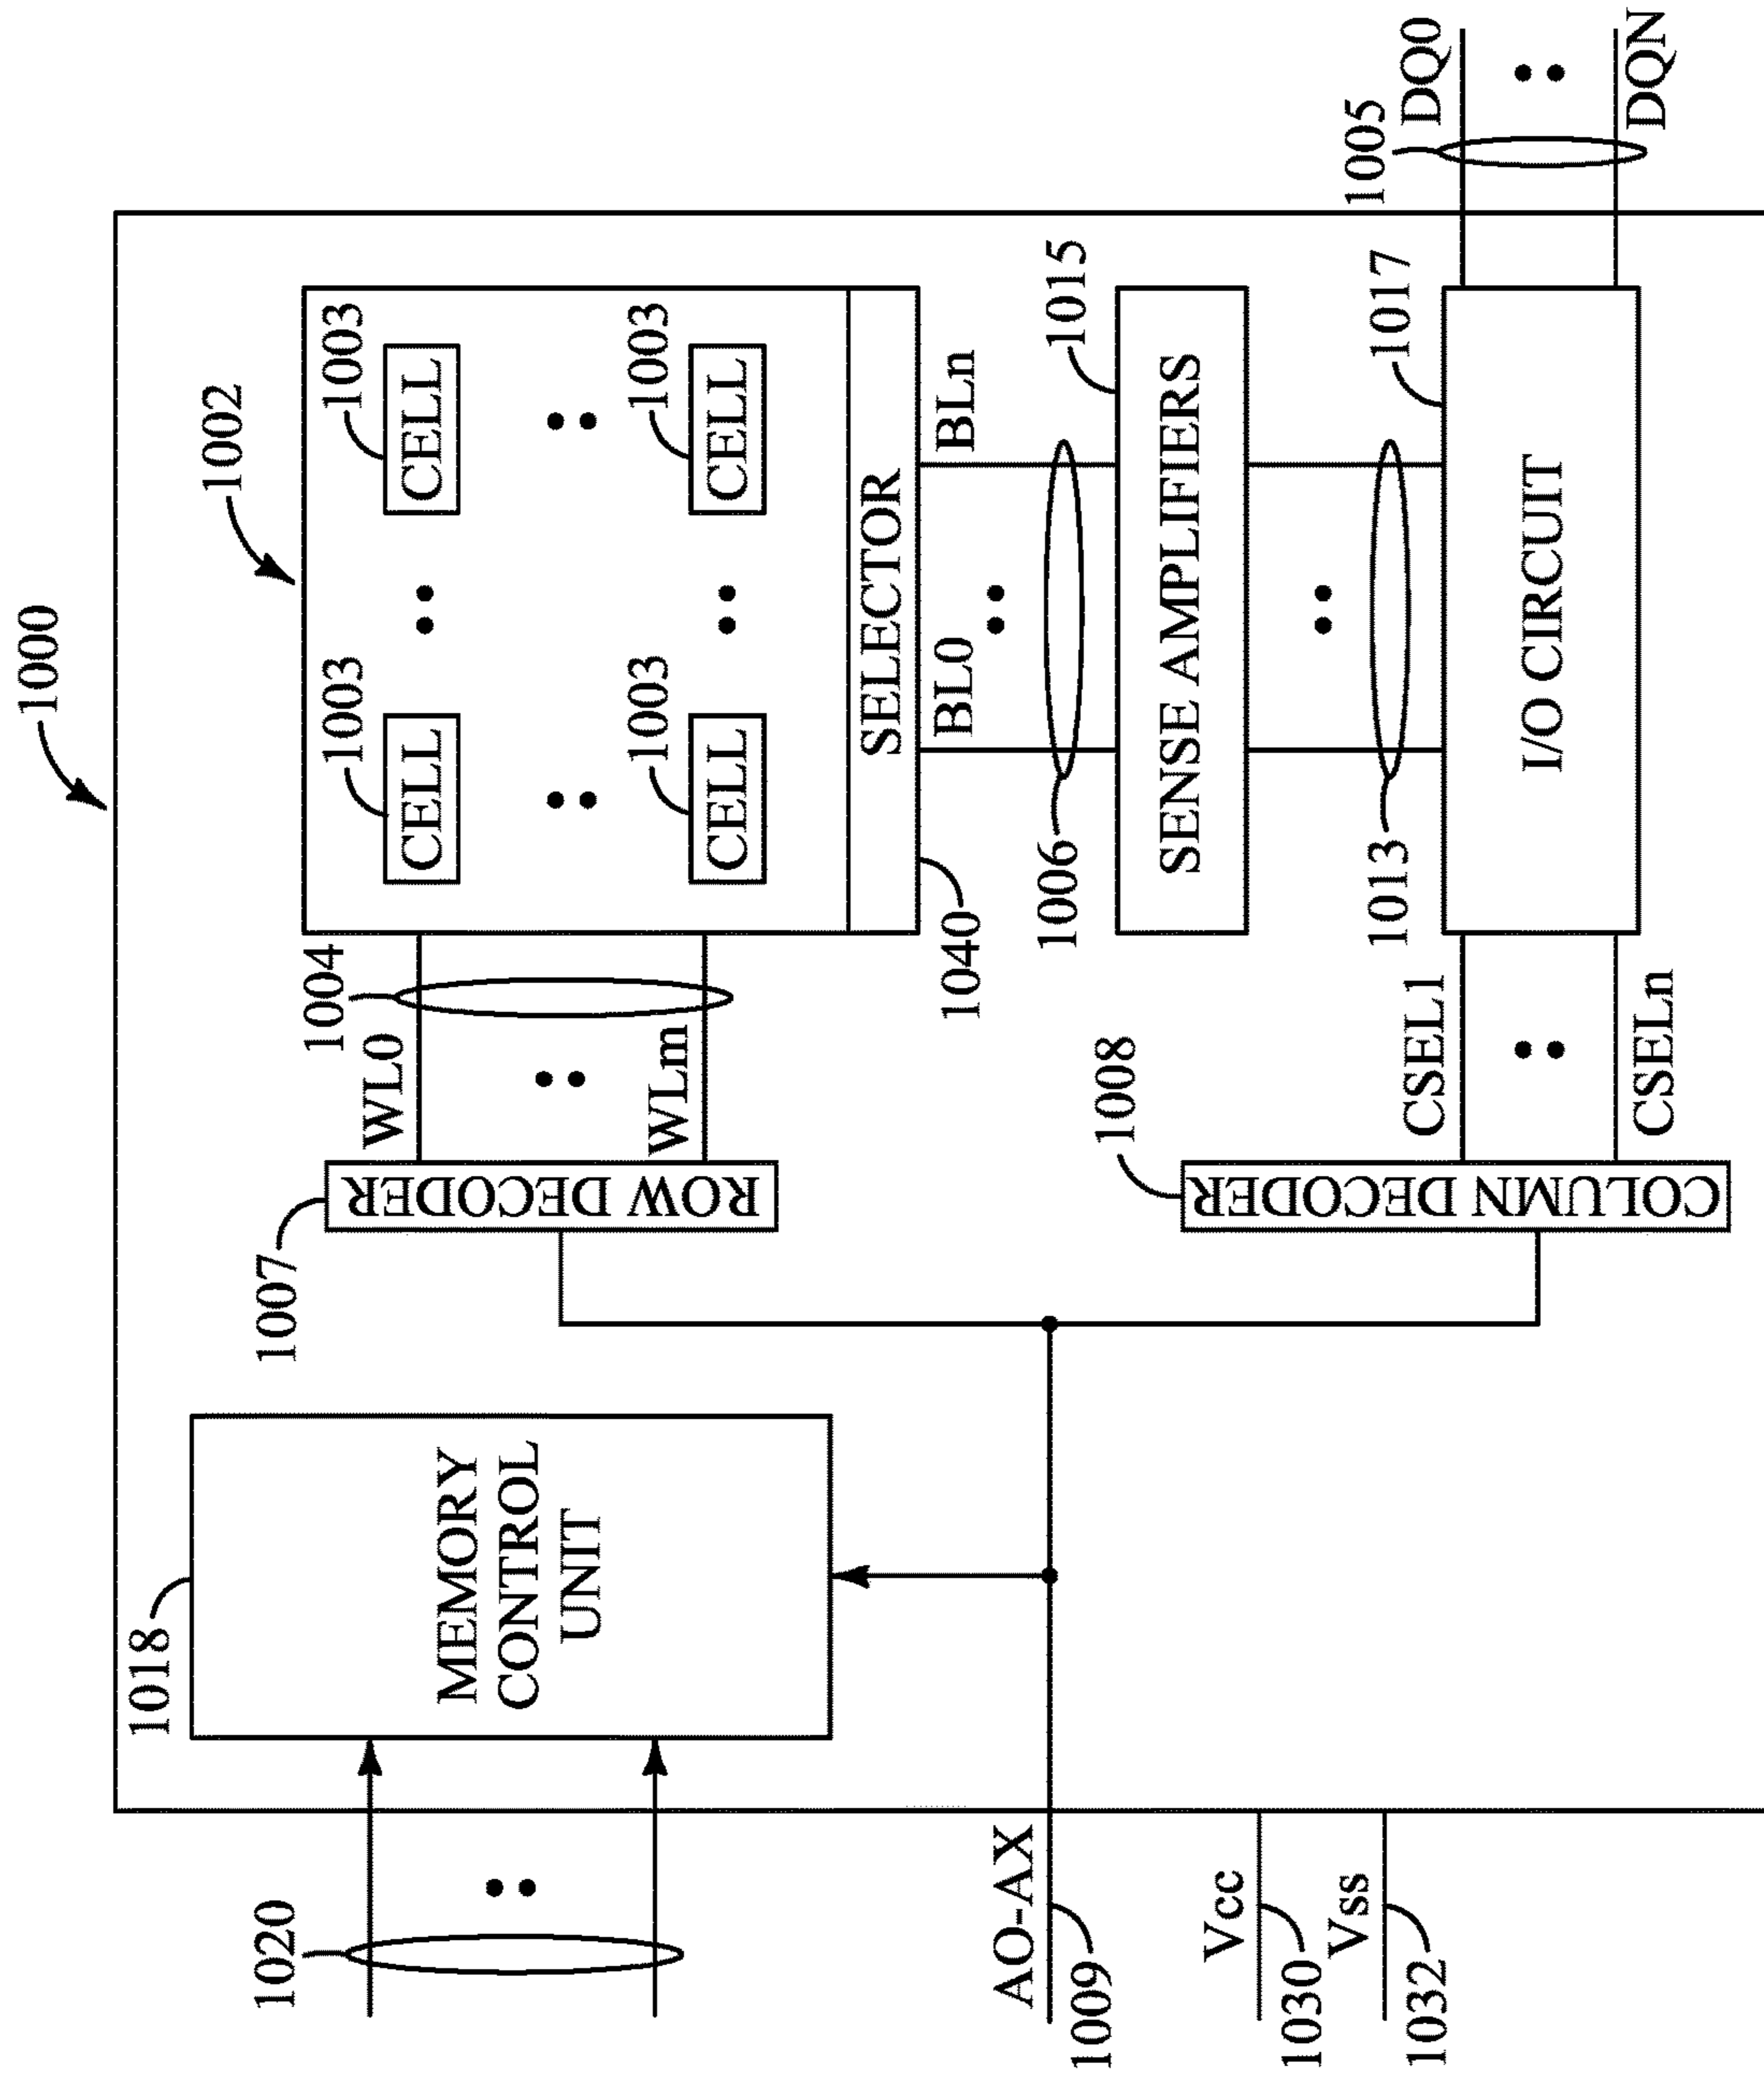 1000
1002
1003
CELL
1003
CELL
1003
CELL
1003
CELL
SELECTOR
1040
1004
WL0
WLm
1007
ROW DECODER
1018
MEMORY
CONTROL
UNIT
1020
BL0
BLn
1006
1015
SENSE AMPLIFIERS
1013
1017
I/O CIRCUIT
1005
DQ0
DQN
1008
COLUMN DECODER
CSEL1
CSELn
AO-AX
1009
Vcc
1030
Vss
1032